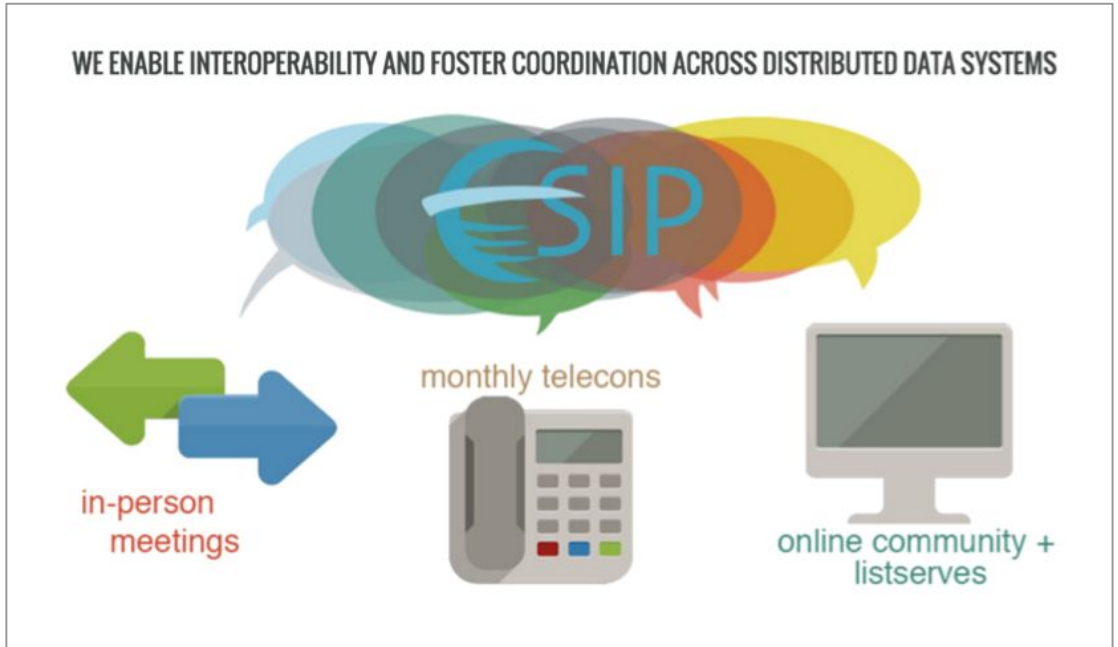 WE ENABLE INTEROPERABILITY AND FOSTER COORDINATION ACROSS DISTRIBUTED DATA SYSTEMS
ESIP
monthly telecons
in-person
meetings
online community +
listserves